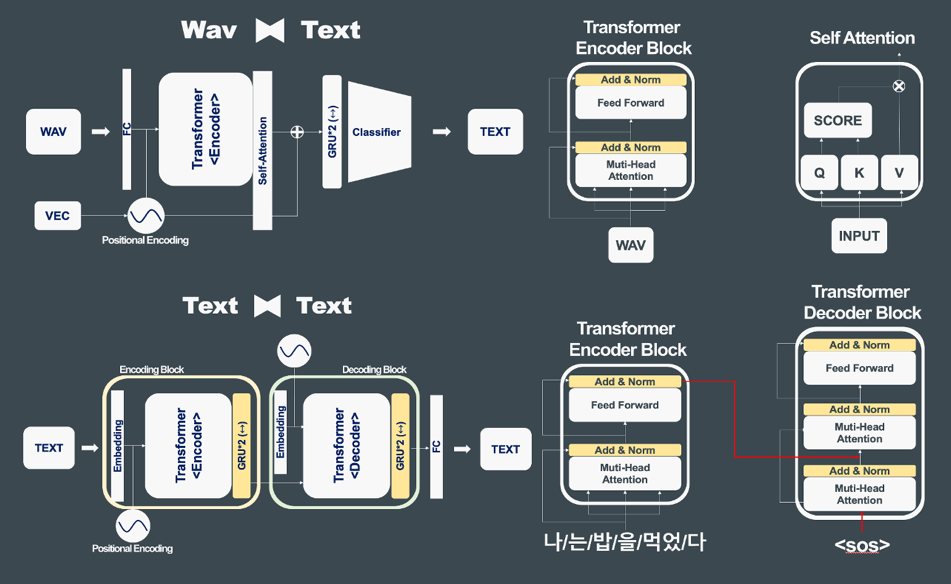 Wav Text
WAV
FC
Transformer
<Encoder>
Self-Attention
GRU*2 (↔)
Classifier
TEXT
VEC
Positional Encoding
Transformer
Encoder Block
Add & Norm
Feed Forward
Add & Norm
Muti-Head
Attention
WAV
Self Attention
SCORE
Q K V
INPUT
Text Text
Encoding Block
TEXT
Embedding
Transformer
<Encoder>
GRU*2 (↔)
Positional Encoding
Decoding Block
Embedding
Transformer
<Decoder>
GRU*2 (↔)
FC
TEXT
Transformer
Encoder Block
Add & Norm
Feed Forward
Add & Norm
Muti-Head
Attention
나/는/밥/을/먹었/다
Transformer
Decoder Block
Add & Norm
Feed Forward
Add & Norm
Muti-Head
Attention
Add & Norm
Muti-Head
Attention
<sos>